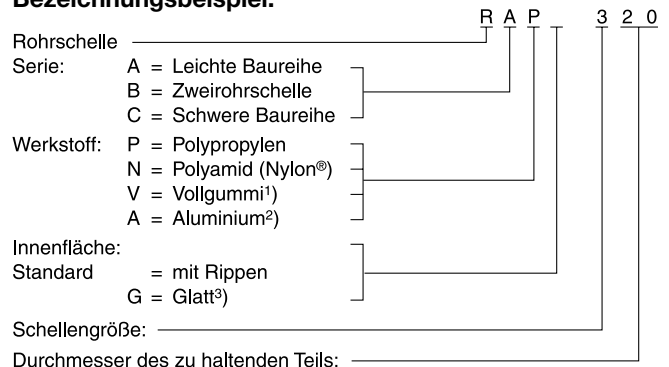 Bezeichnungsbeispiel:
R A P 3 2 0
Rohrschelle
Serie: A = Leichte Baureihe
B = Zweirohrschelle
C = Schwere Baureihe
Werkstoff: P = Polypropylen
N = Polyamid (Nylon®)
V = Vollgummi¹)
A = Aluminium²)
Innenfläche:
Standard = mit Rippen
G = Glatt³)
Schellengröße:
Durchmesser des zu haltenden Teils: